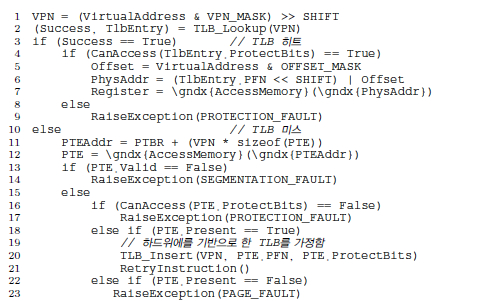 1 VPN = (VirtualAddress & VPN_MASK) >> SHIFT
2 (Success, TlbEntry) = TLB_Lookup(VPN)
3 if (Success == True) // TLB 히트
4 if (CanAccess(TlbEntry.ProtectBits) == True)
5 Offset = VirtualAddress & OFFSET_MASK
6 PhysAddr = (TlbEntry.PFN << SHIFT) | Offset
7 Register = \gndx{AccessMemory}(\gndx{PhysAddr})
8 else
9 RaiseException(PROTECTION_FAULT)
10 else // TLB 미스
11 PTEAddr = PTBR + (VPN * sizeof(PTE))
12 PTE = \gndx{AccessMemory}(\gndx{PTEAddr})
13 if (PTE.Valid == False)
14 RaiseException(SEGMENTATION_FAULT)
15 else
16 if (CanAccess(PTE.ProtectBits) == False)
17 RaiseException(PROTECTION_FAULT)
18 else if (PTE.Present == True)
19 // 하드위에를 기반으로 한 TLB를 가정함
20 TLB_Insert(VPN, PTE.PFN, PTE.ProtectBits)
21 RetryInstruction()
22 else if (PTE.Present == False)
23 RaiseException(PAGE_FAULT)